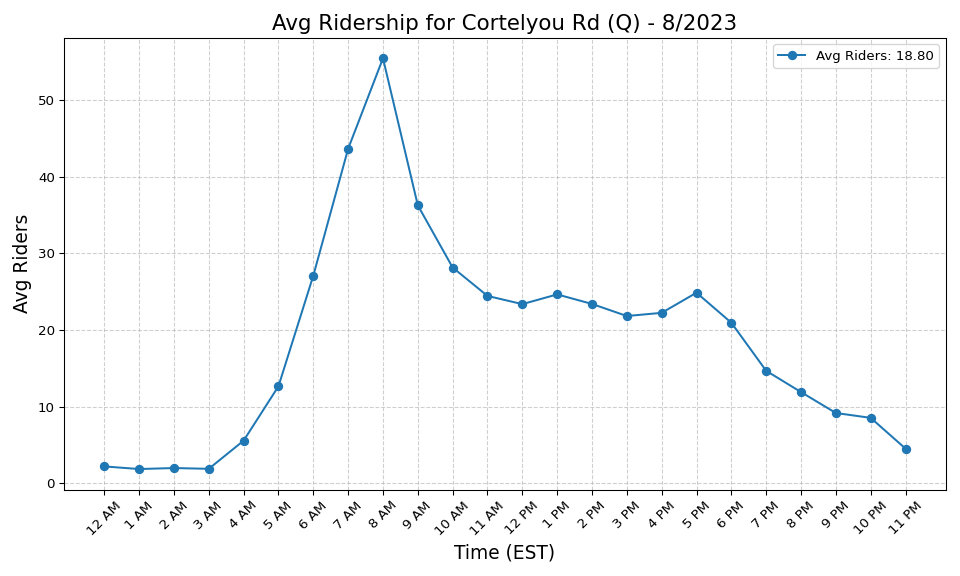 Avg Ridership for Cortelyou Rd (Q) - 8/2023
Avg Riders: 18.80
Avg Riders
50
40
30
20
10
0
12 AM 1 AM 2 AM 3 AM 4 AM 5 AM 6 AM 7 AM 8 AM 9 AM 10 AM 11 AM 12 PM 1 PM 2 PM 3 PM 4 PM 5 PM 6 PM 7 PM 8 PM 9 PM 10 PM 11 PM
Time (EST)